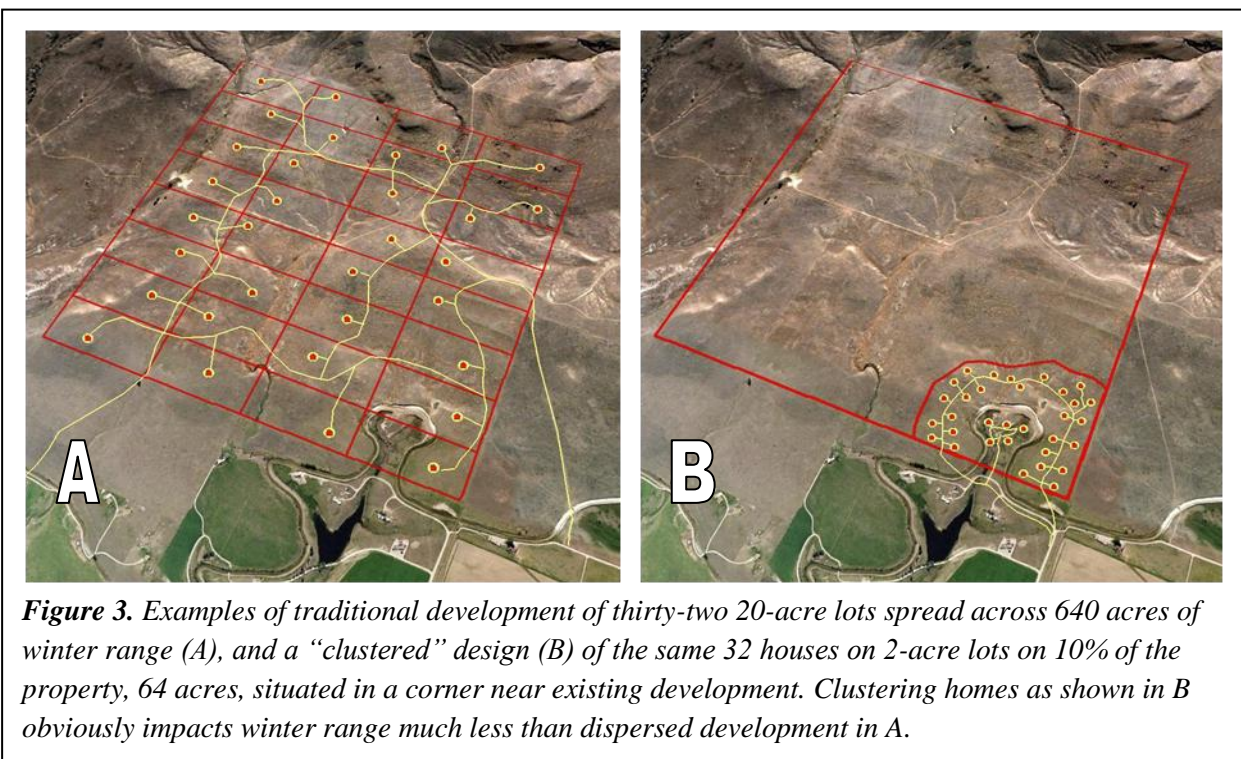 A
B
Figure 3. Examples of traditional development of thirty-two 20-acre lots spread across 640 acres of
winter range (A), and a “clustered” design (B) of the same 32 houses on 2-acre lots on 10% of the
property, 64 acres, situated in a corner near existing development. Clustering homes as shown in B
obviously impacts winter range much less than dispersed development in A.